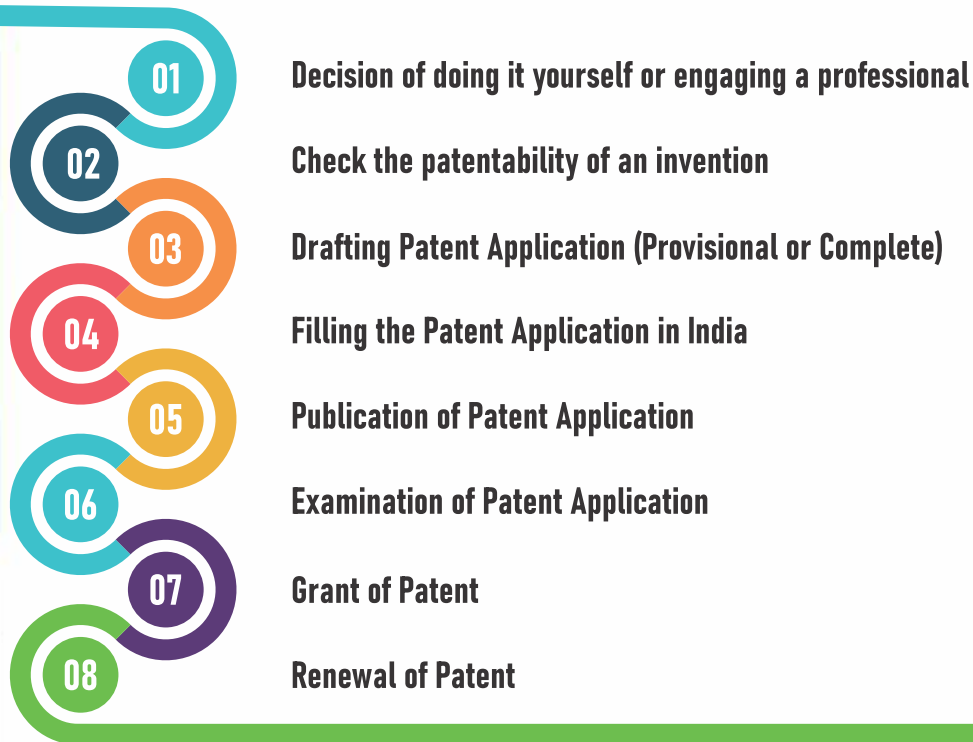 01 Decision of doing it yourself or engaging a professional
02 Check the patentability of an invention
03 Drafting Patent Application (Provisional or Complete)
04 Filling the Patent Application in India
05 Publication of Patent Application
06 Examination of Patent Application
07 Grant of Patent
08 Renewal of Patent